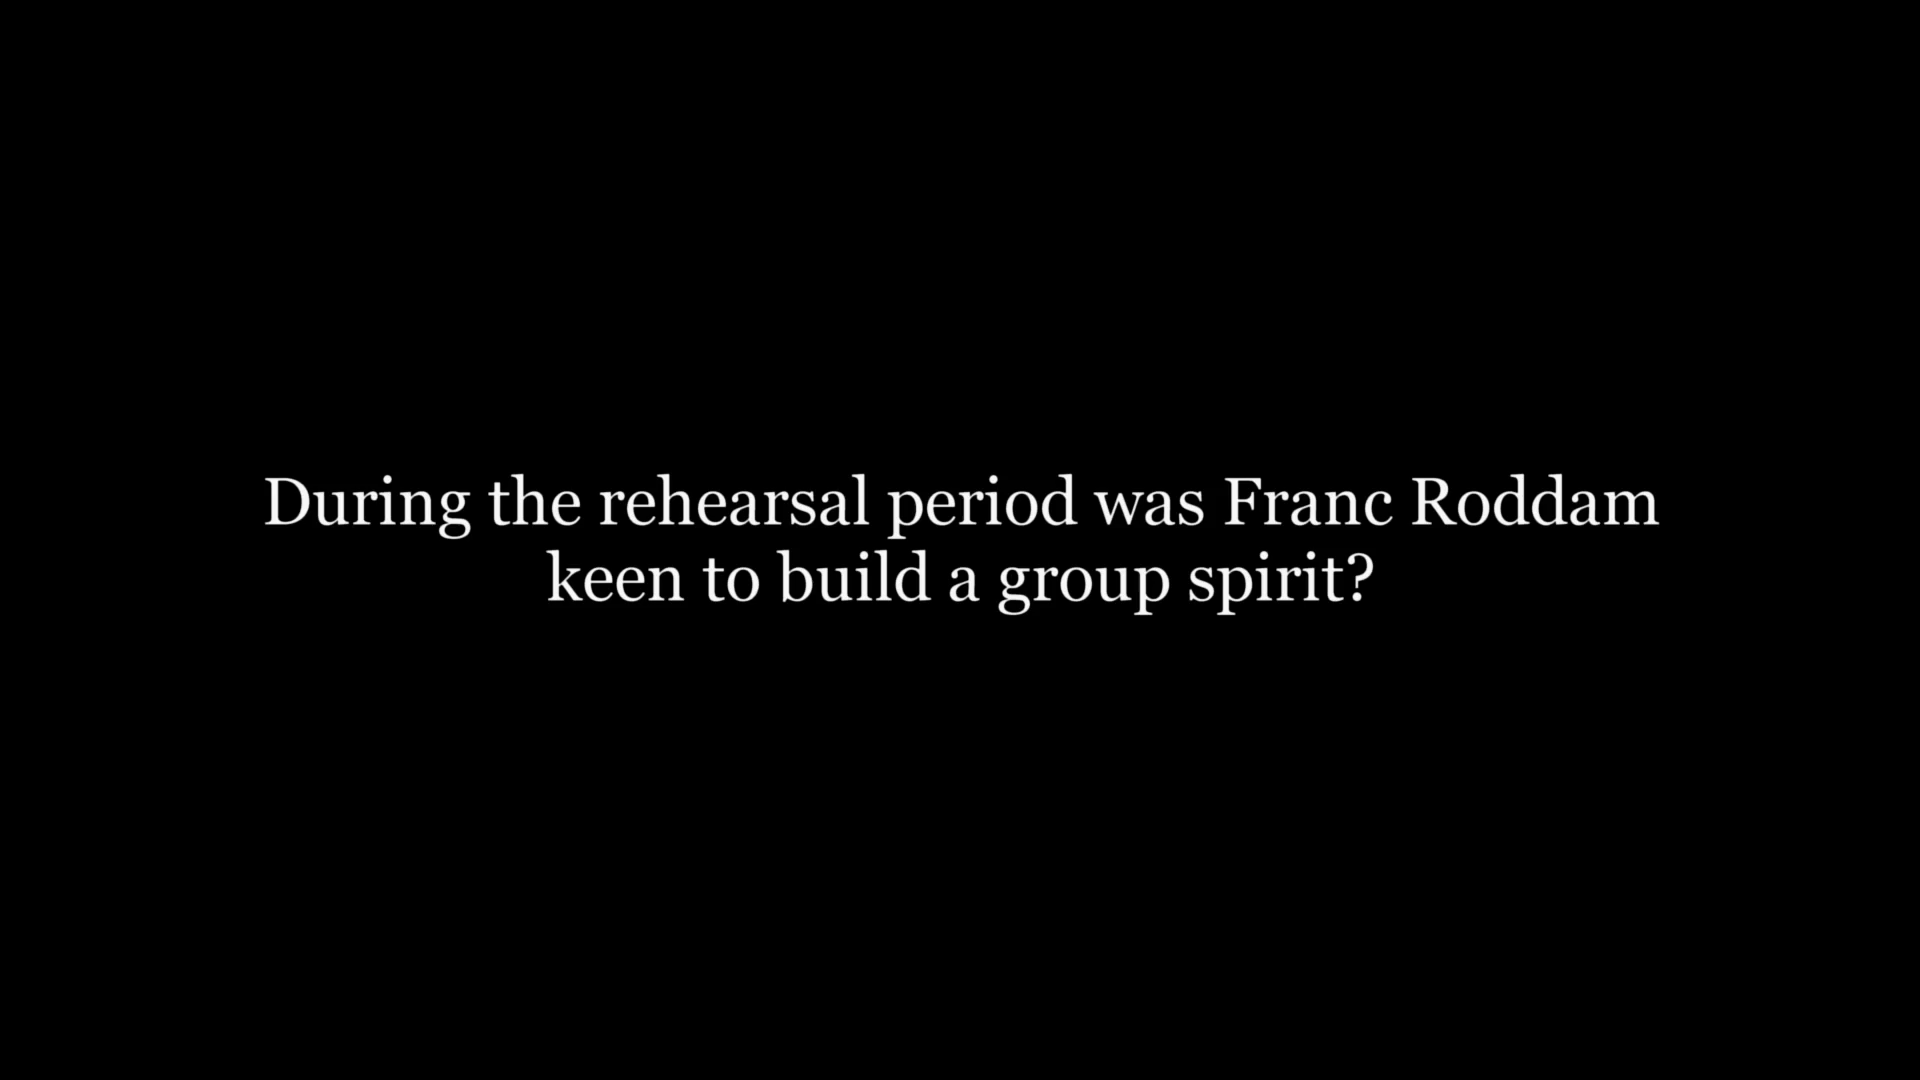 During the rehearsal period was Franc Roddam
keen to build a group spirit?